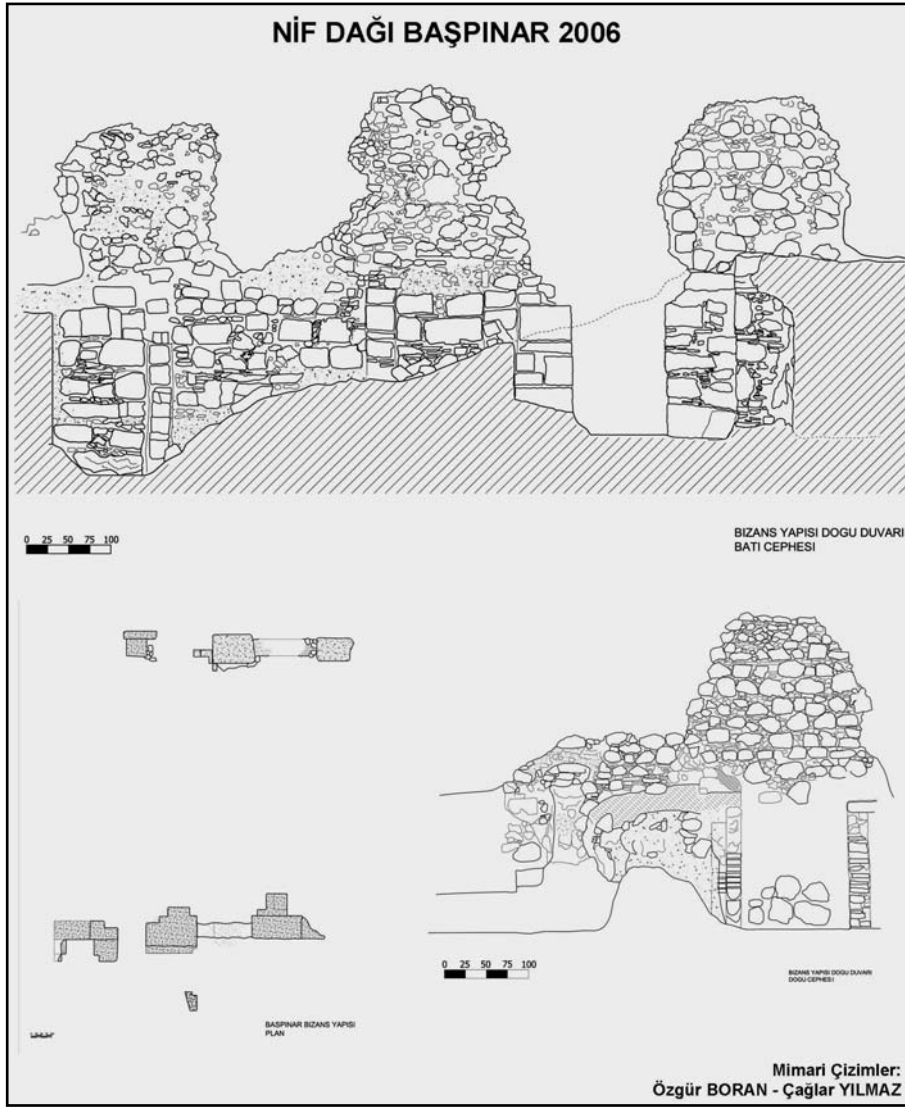 NİF DAĞI BAŞPINAR 2006
0 25 50 75 100
BIZANS YAPISI DOGU DUVARI
BATI CEPHESI
0 25 50 75 100
BIZANS YAPISI DOGU DUVARI
DOGU CEPHESI
BASPINAR BIZANS YAPISI
PLAN
Mimari Çizimler:
Özgür BORAN - Çağlar YILMAZ